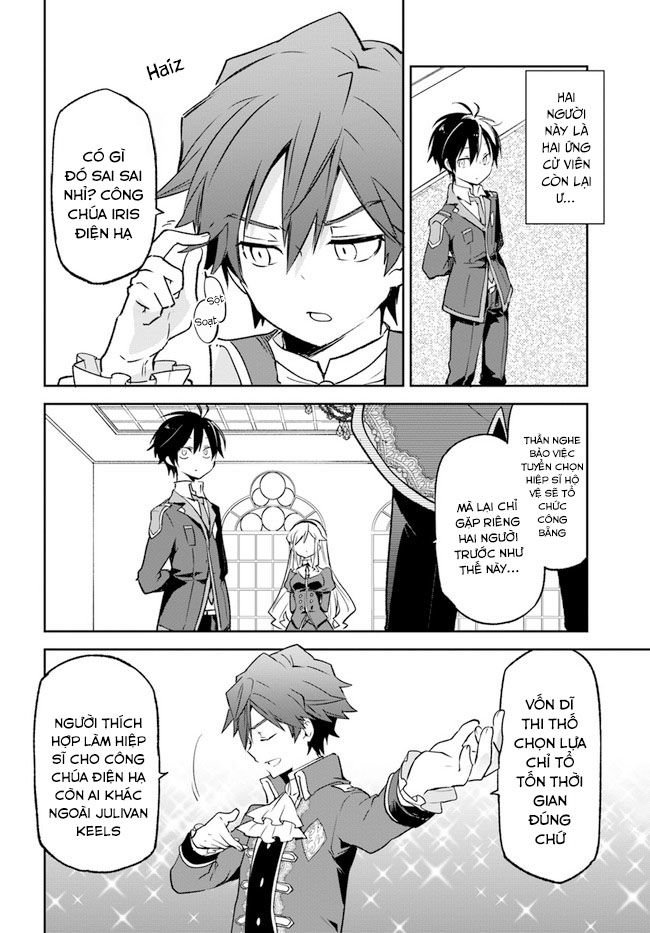 HAI
NGƯỜI
NÀY LÀ
HAI ỨNG
CỬ VIÊN
CÒN LẠI
Ư...
Haiz
CÓ GÌ
ĐÓ SAI SAI
NHỈ? CÔNG
CHÚA IRIS
ĐIỆN HẠ
Sột
Soạt
THẦN NGHE
BẢO VIỆC
TUYỂN CHỌN
HIỆP SĨ HỘ
VỆ SẼ TỔ
CHỨC
CÔNG
BẰNG
MÀ LẠI CHỈ
GẶP RIÊNG
HAI NGƯỜI
TRƯỚC NHƯ
THẾ NÀY...
VỐN DĨ
THI THỐ
CHỌN LỰA
CHỈ TỔ
TỐN THỜI
GIAN
ĐÚNG
CHỨ
NGƯỜI THÍCH
HỢP LÀM HIỆP
SĨ CHO CÔNG
CHÚA ĐIỆN HẠ
CÒN AI KHÁC
NGOÀI JULIVAN
KEELS